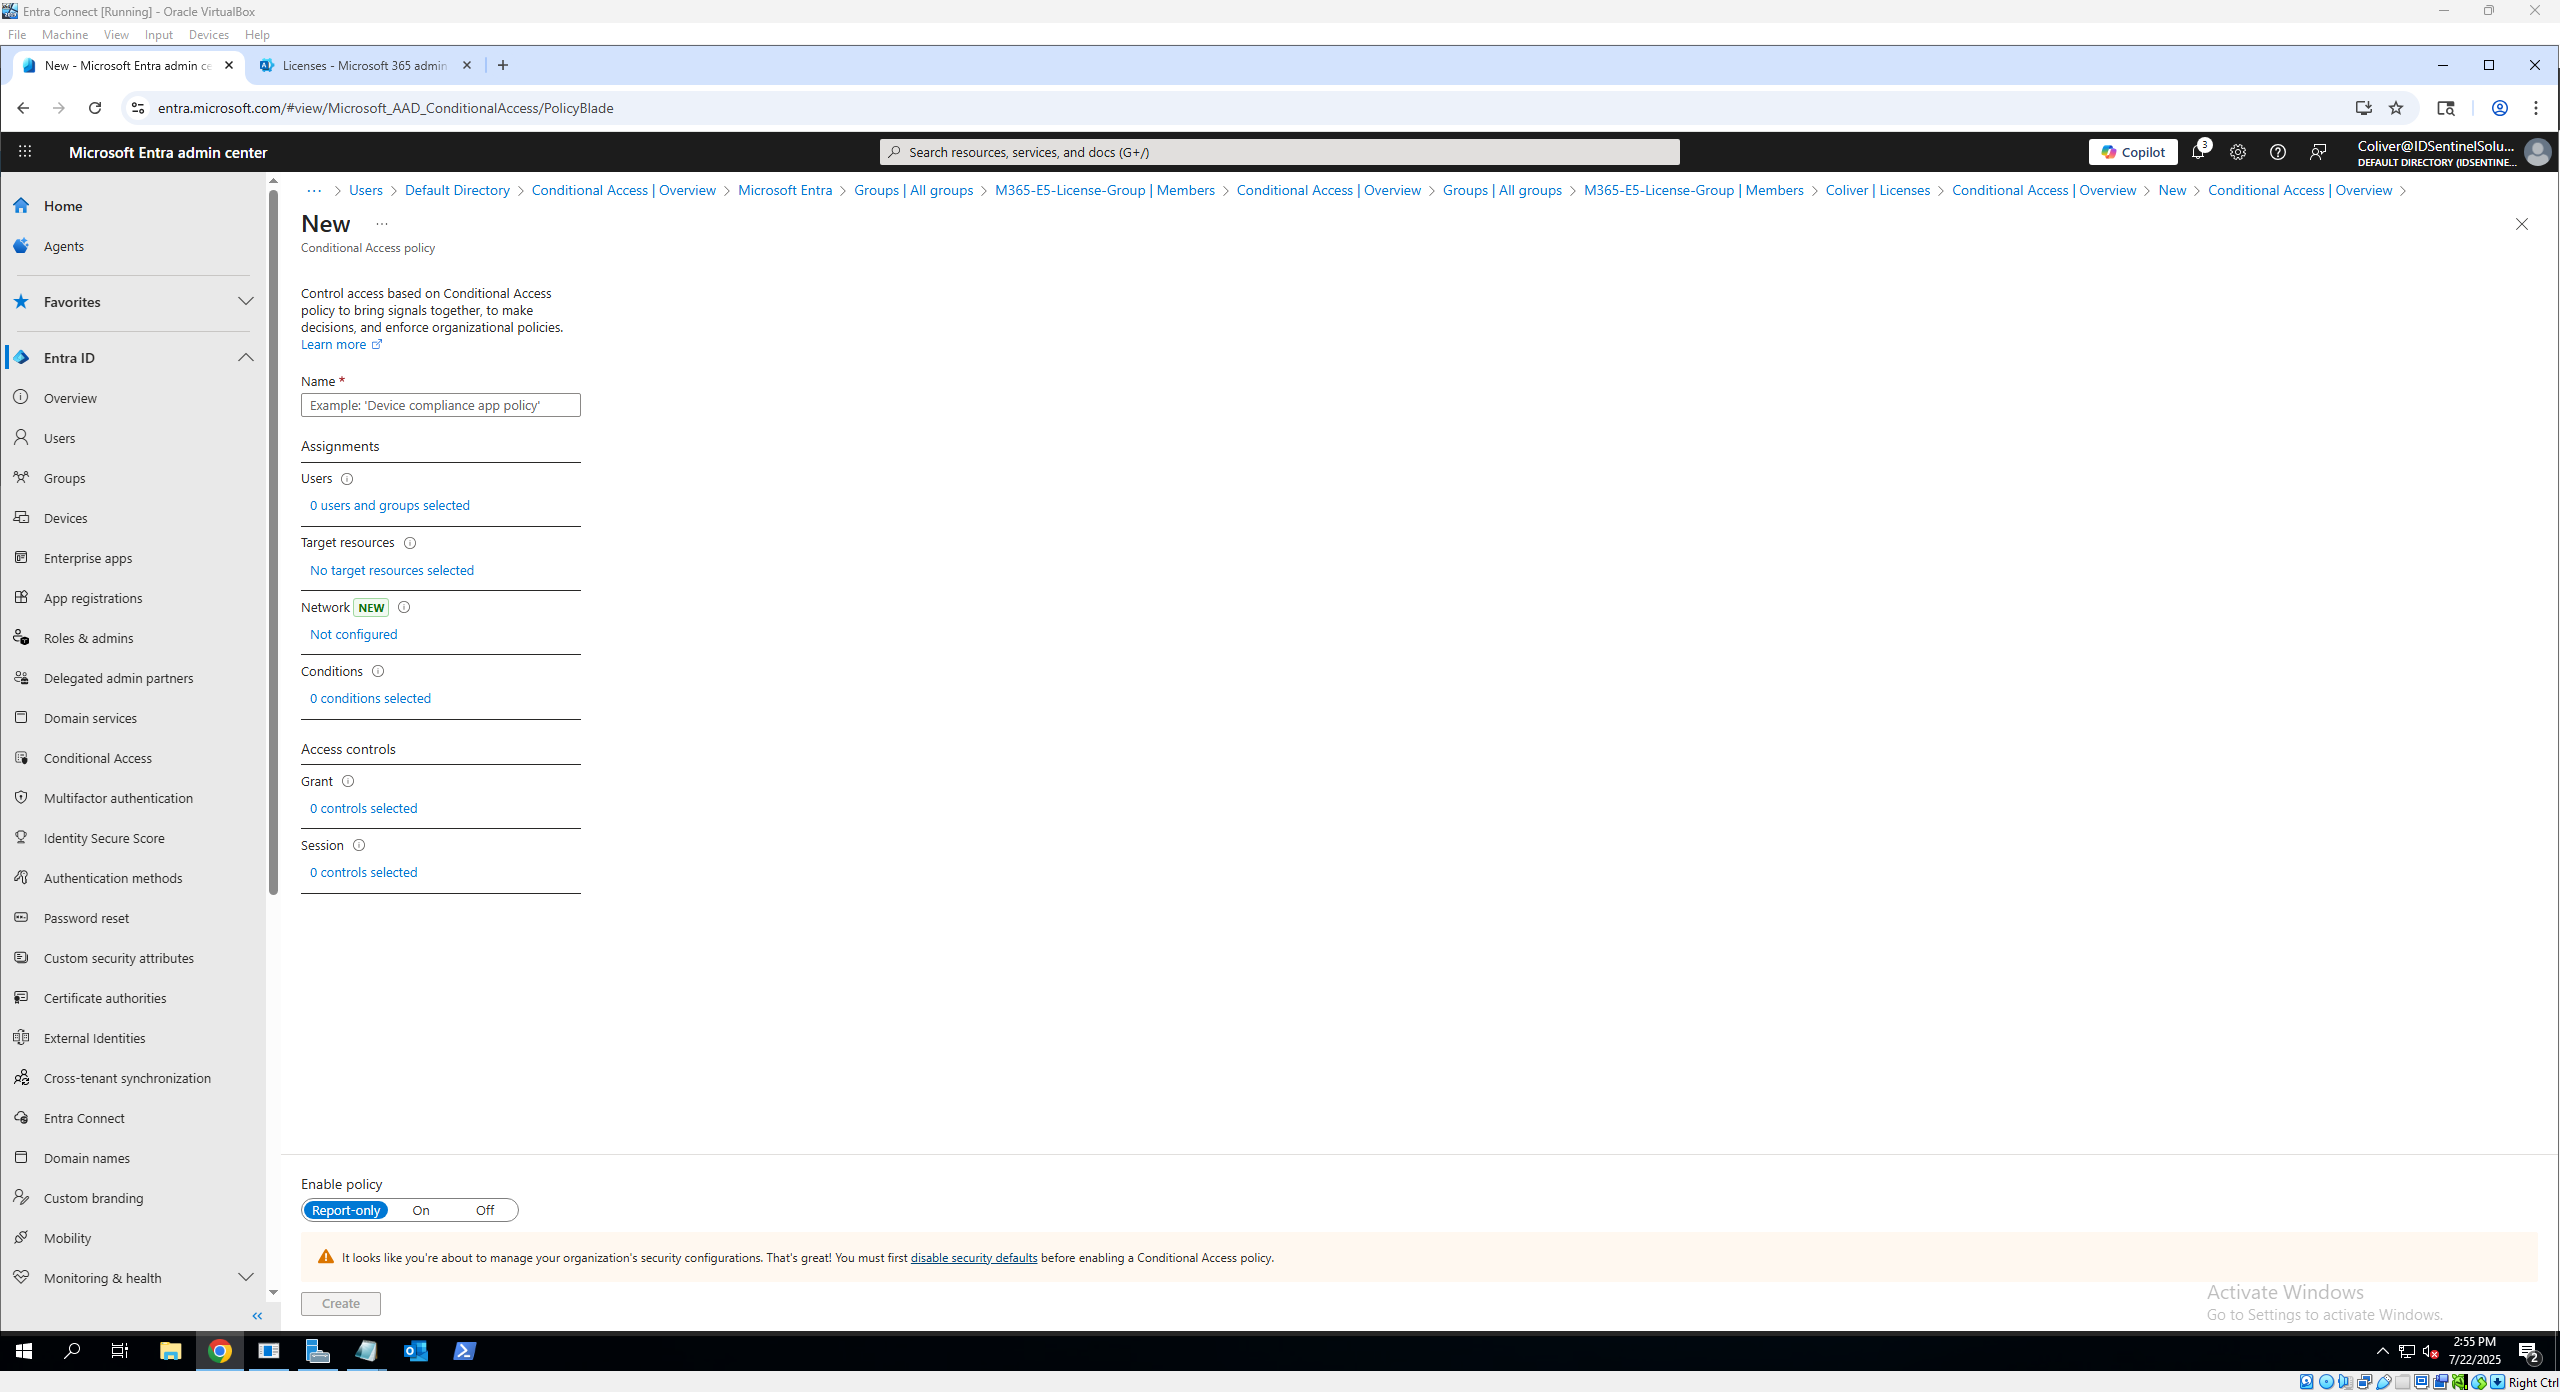 Entra Connect [Running] - Oracle VirtualBox
File Machine View Input Devices Help
New - Microsoft Entra admin ce
Licenses - Microsoft 365 admin
entra.microsoft.com/#view/Microsoft_AAD_ConditionalAccess/PolicyBlade
Microsoft Entra admin center
Search resources, services, and docs (G+/)
Copilot
3
Coliver@IDSentinelSolu...
DEFAULT DIRECTORY (IDSENTINE...
Home
Agents
Favorites
Entra ID
Overview
Users
Groups
Devices
Enterprise apps
App registrations
Roles & admins
Delegated admin partners
Domain services
Conditional Access
Multifactor authentication
Identity Secure Score
Authentication methods
Password reset
Custom security attributes
Certificate authorities
External Identities
Cross-tenant synchronization
Entra Connect
Domain names
Custom branding
Mobility
Monitoring & health
... > Users > Default Directory > Conditional Access | Overview > Microsoft Entra > Groups | All groups > M365-E5-License-Group | Members > Conditional Access | Overview > Groups | All groups > M365-E5-License-Group | Members > Coliver | Licenses > Conditional Access | Overview > New > Conditional Access | Overview >
New ...
Conditional Access policy
Control access based on Conditional Access
policy to bring signals together, to make
decisions, and enforce organizational policies.
Learn more
Name *
Example: 'Device compliance app policy'
Assignments
Users
0 users and groups selected
Target resources
No target resources selected
Network NEW
Not configured
Conditions
0 conditions selected
Access controls
Grant
0 controls selected
Session
0 controls selected
Enable policy
Report-only On Off
It looks like you're about to manage your organization's security configurations. That's great! You must first disable security defaults before enabling a Conditional Access policy.
Create
Activate Windows
Go to Settings to activate Windows.
2:55 PM
7/22/2025
2
Right Ctrl